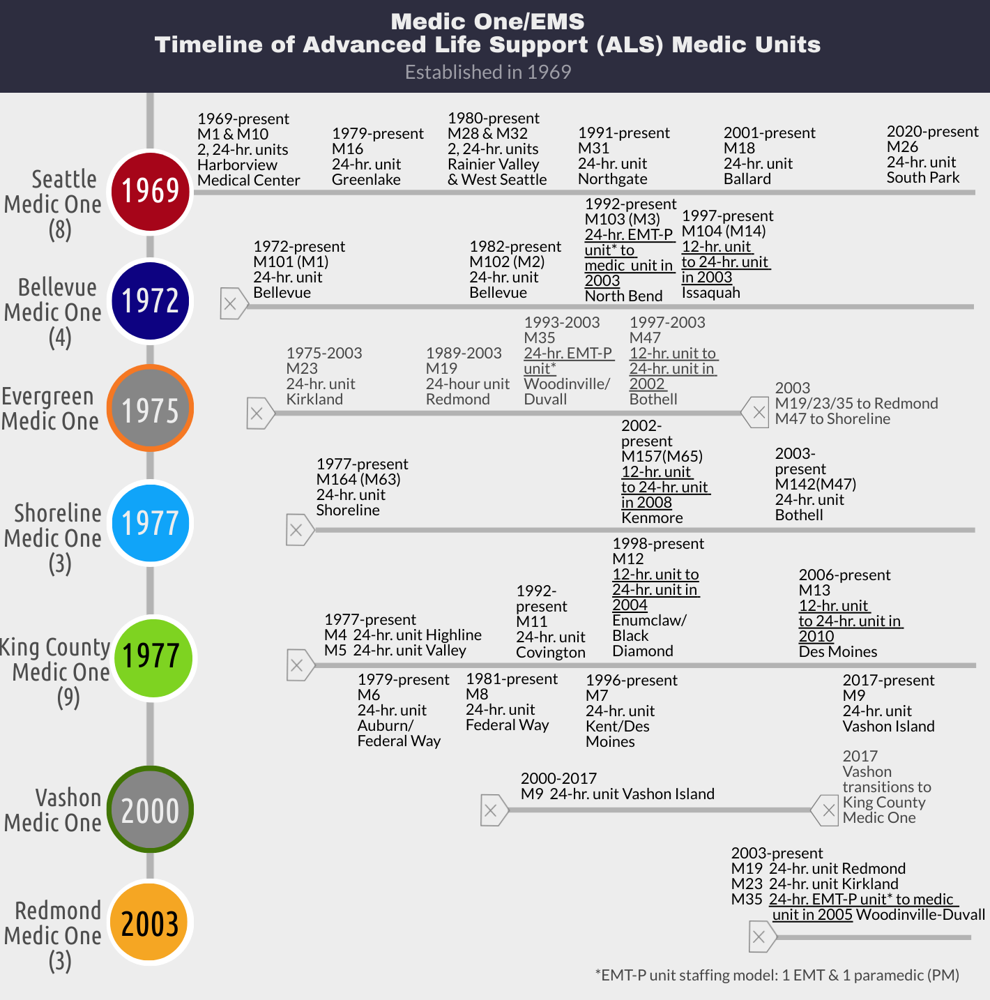 Medic One/EMS
Timeline of Advanced Life Support (ALS) Medic Units
Established in 1969
Seattle
Medic One
(8)
1969
1969-present
M1 & M10
2, 24-hr. units
Harborview
Medical Center
1979-present
M16
24-hr. unit
Greenlake
1980-present
M28 & M32
2, 24-hr. units
Rainier Valley
& West Seattle
1991-present
M31
24-hr. unit
Northgate
2001-present
M18
24-hr. unit
Ballard
2020-present
M26
24-hr. unit
South Park
Bellevue
Medic One
(4)
1972
1972-present
M101 (M1)
24-hr. unit
Bellevue
1982-present
M102 (M2)
24-hr. unit
Bellevue
1992-present
M103 (M3)
24-hr. EMT-P
unit* to
medic unit in
2003
North Bend
1997-present
M104 (M14)
12-hr. unit
to 24-hr. unit
in 2003
Issaquah
Evergreen
Medic One
1975
1975-2003
M23
24-hr. unit
Kirkland
1989-2003
M19
24-hour unit
Redmond
1993-2003
M35
24-hr. EMT-P
unit*
Woodinville/
Duvall
1997-2003
M47
12-hr. unit to
24-hr. unit in
2002
Bothell
2003
M19/23/35 to Redmond
M47 to Shoreline
Shoreline
Medic One
(3)
1977
1977-present
M164 (M63)
24-hr. unit
Shoreline
2002-
present
M157(M65)
12-hr. unit
to 24-hr. unit
in 2008
Kenmore
2003-
present
M142(M47)
24-hr. unit
Bothell
King County
Medic One
(9)
1977
1977-present
M4 24-hr. unit Highline
M5 24-hr. unit Valley
1992-
present
M11
24-hr. unit
Covington
1998-present
M12
12-hr. unit to
24-hr. unit in
2004
Enumclaw/
Black
Diamond
2006-present
M13
12-hr. unit
to 24-hr. unit in
2010
Des Moines
1979-present
M6
24-hr. unit
Auburn/
Federal Way
1981-present
M8
24-hr. unit
Federal Way
1996-present
M7
24-hr. unit
Kent/Des
Moines
2017-present
M9
24-hr. unit
Vashon Island
Vashon
Medic One
2000
2000-2017
M9 24-hr. unit Vashon Island
2017
Vashon
transitions to
King County
Medic One
Redmond
Medic One
(3)
2003
2003-present
M19 24-hr. unit Redmond
M23 24-hr. unit Kirkland
M35 24-hr. EMT-P unit* to medic
unit in 2005 Woodinville-Duvall
*EMT-P unit staffing model: 1 EMT & 1 paramedic (PM)